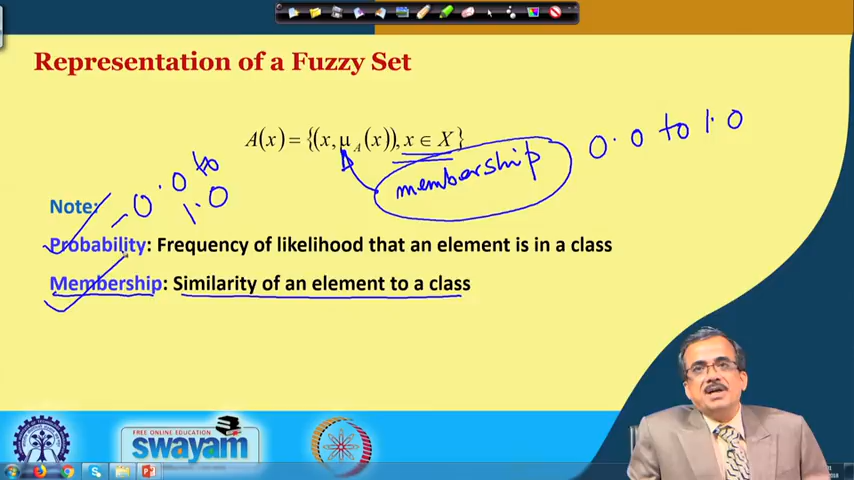 Representation of a Fuzzy Set
A(x) = {(x, μ_A(x)), x ∈ X}
membership
0.0 to 1.0
0.0 to
1.0
Note:
Probability: Frequency of likelihood that an element is in a class
Membership: Similarity of an element to a class
FREE ONLINE EDUCATION
swayam